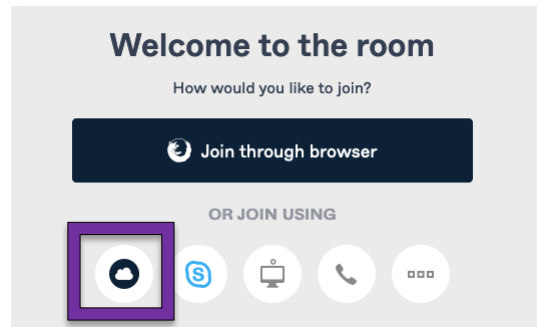 Welcome to the room
How would you like to join?
Join through browser
OR JOIN USING